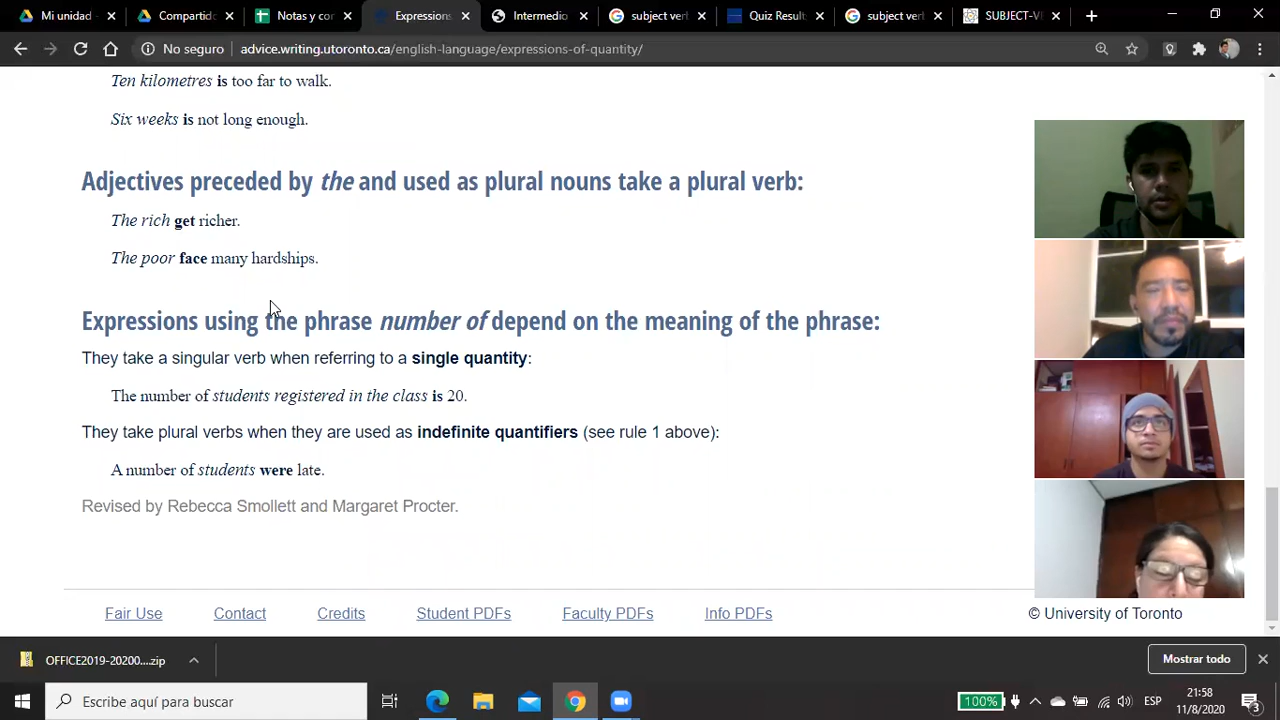 Mi unidad -
Compartido
Notas y cor
Expressions
Intermedio
subject ver
Quiz Result
subject ver
SUBJECT-V
No seguro
advice.writing.utoronto.ca/english-language/expressions-of-quantity/
Ten kilometres is too far to walk.
Six weeks is not long enough.
Adjectives preceded by the and used as plural nouns take a plural verb:
The rich get richer.
The poor face many hardships.
Expressions using the phrase number of depend on the meaning of the phrase:
They take a singular verb when referring to a single quantity:
The number of students registered in the class is 20.
They take plural verbs when they are used as indefinite quantifiers (see rule 1 above):
A number of students were late.
Revised by Rebecca Smollett and Margaret Procter.
Fair Use
Contact
Credits
Student PDFs
Faculty PDFs
Info PDFs
© University of Toronto
OFFICE2019-20200....zip
Mostrar todo
Escribe aquí para buscar
100%
ESP
21:58
11/8/2020
3